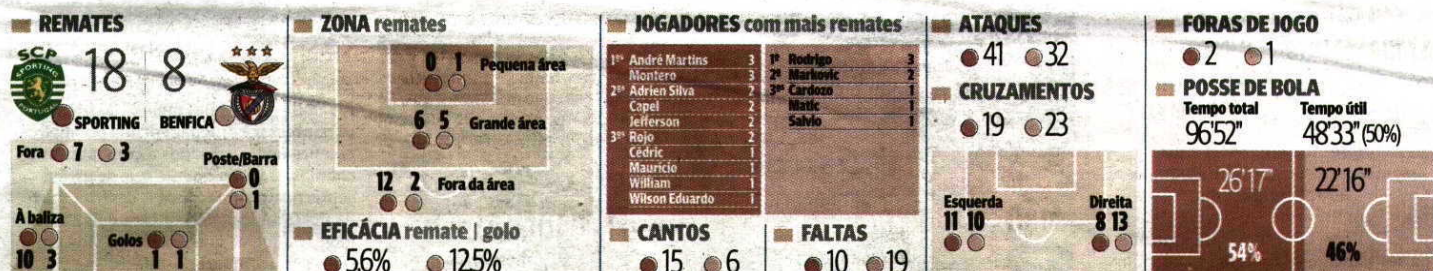 REMATES
SCP
SPORTING
PORTUGAL
18 8
SPORTING BENFICA
Fora 7 3
Poste/Barra
0
1
À baliza
10 3
Golos
1 1
ZONA remates
0 1 Pequena área
6 5 Grande área
12 2 Fora da área
EFICÁCIA remate | golo
5,6% 12,5%
JOGADORES com mais remates
1ºs André Martins 3
Montero 3
2ºs Adrien Silva 2
Capel 2
Jefferson 2
3ºs Rojo 2
Cédric 1
Maurício 1
William 1
Wilson Eduardo 1
1º Rodrigo 3
2º Markovic 2
3ºs Cardozo 1
Matic 1
Salvio 1
CANTOS
15 6
FALTAS
10 19
ATAQUES
41 32
CRUZAMENTOS
19 23
Esquerda
11 10
Direita
8 13
FORAS DE JOGO
2 1
POSSE DE BOLA
Tempo total
96'52"
Tempo útil
48'33" (50%)
26'17" 22'16"
54% 46%